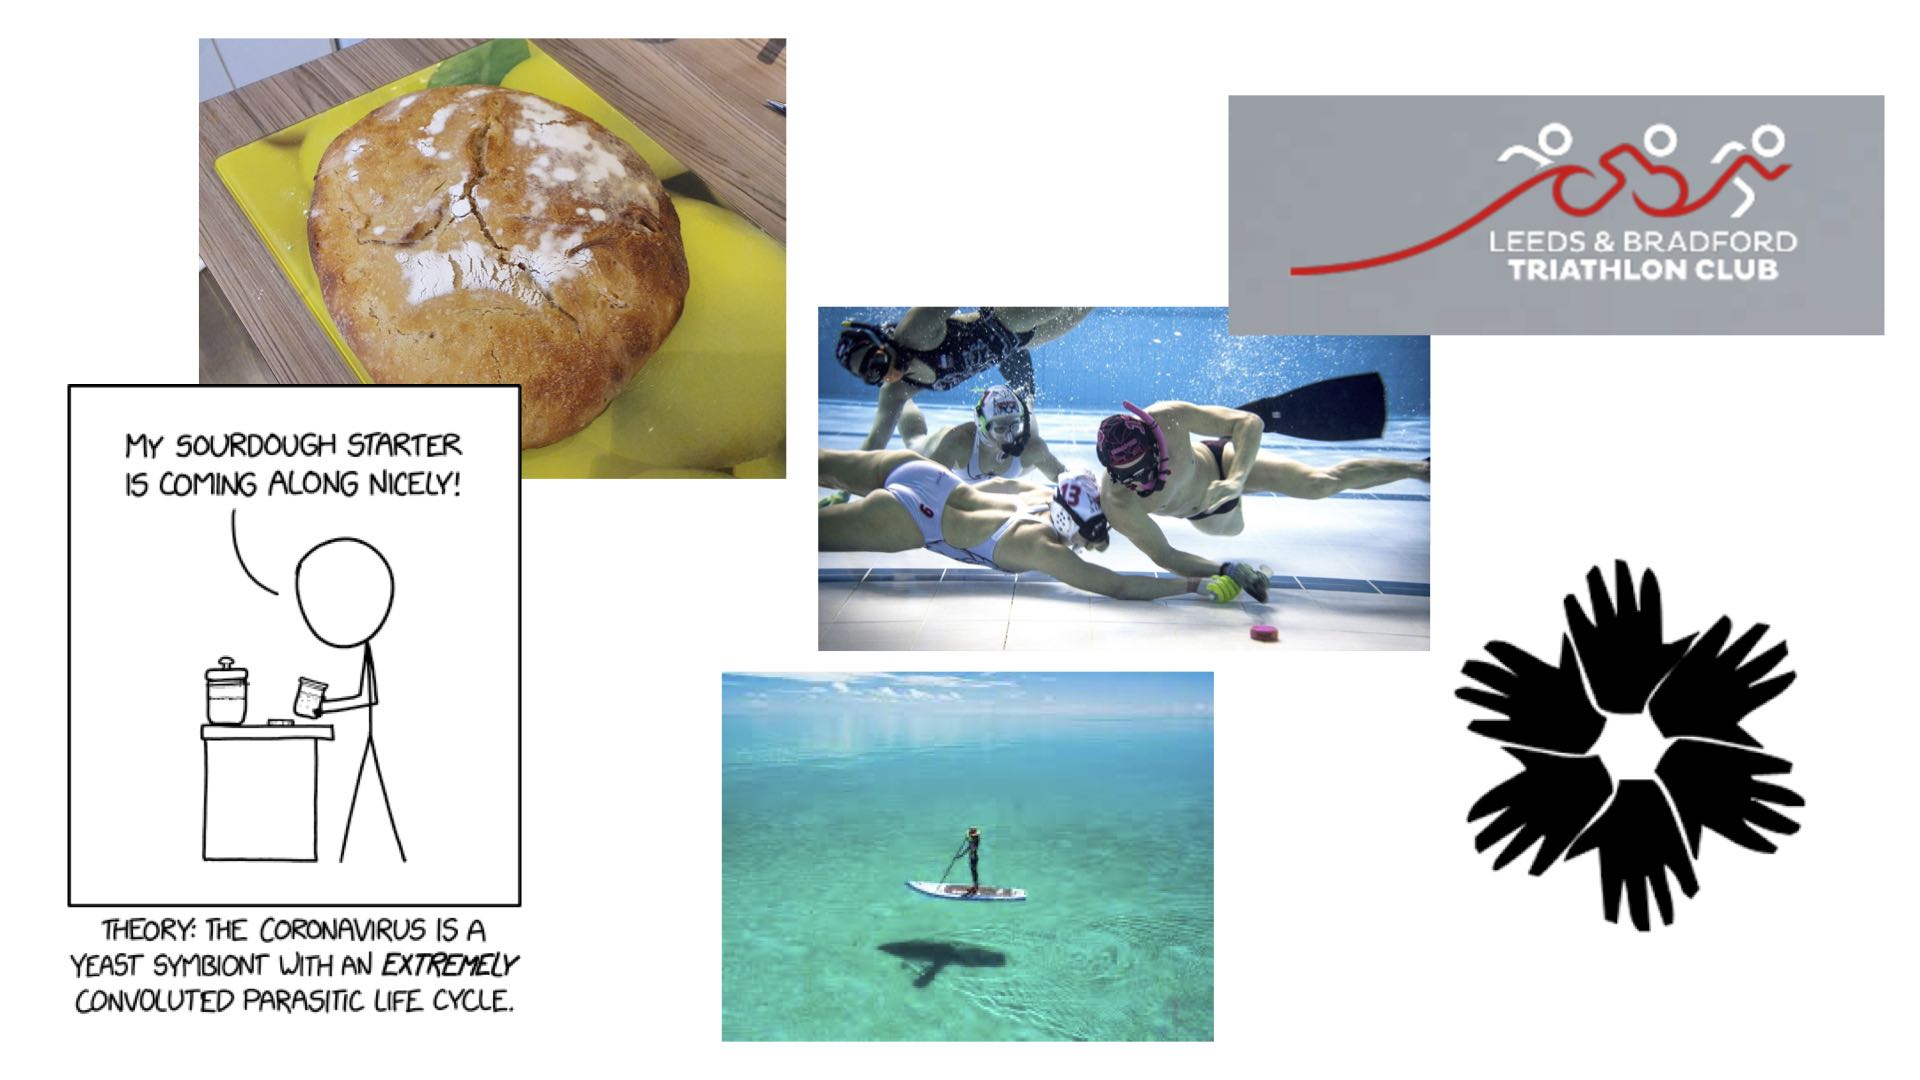 MY SOURDOUGH STARTER
IS COMING ALONG NICELY!
THEORY: THE CORONAVIRUS IS A
YEAST SYMBIONT WITH AN EXTREMELY
CONVOLUTED PARASITIC LIFE CYCLE.
LEEDS & BRADFORD
TRIATHLON CLUB
13
6